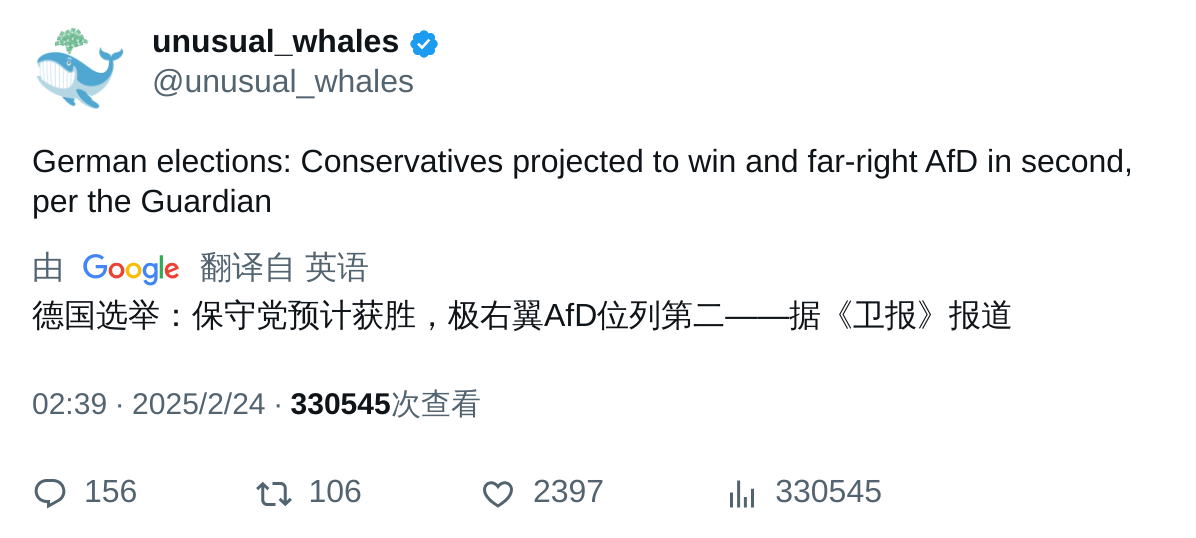 unusual_whales
@unusual_whales
German elections: Conservatives projected to win and far-right AfD in second,
per the Guardian
由 Google 翻译自 英语
德国选举：保守党预计获胜，极右翼AfD位列第二——据《卫报》报道
02:39 · 2025/2/24 · 330545次查看
156 106 2397 330545